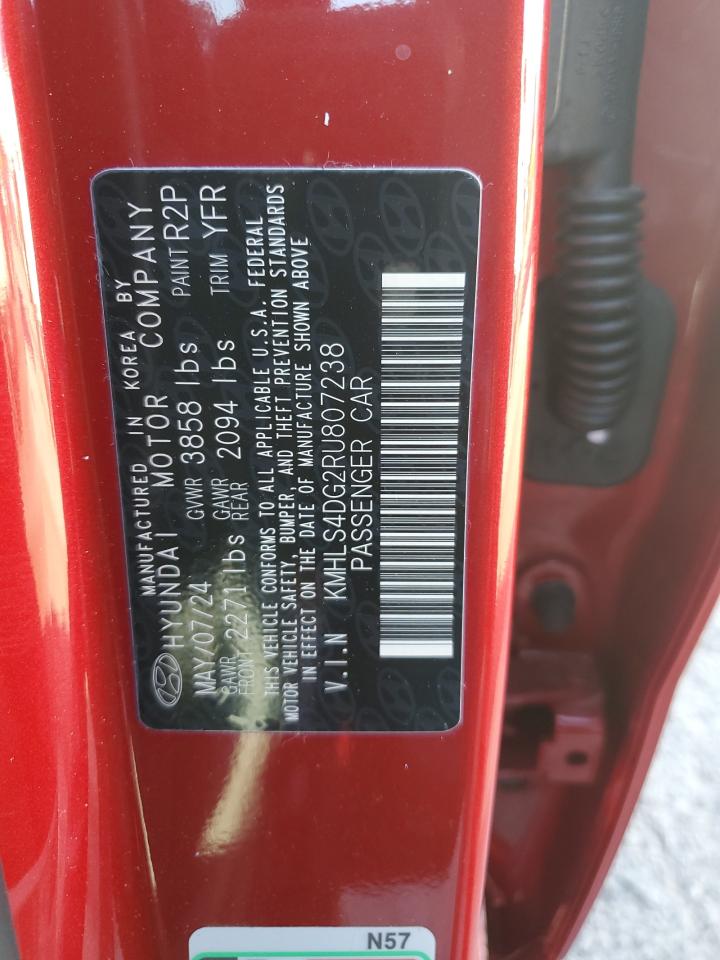 MANUFACTURED IN KOREA BY
HYUNDAI MOTOR COMPANY
MAY/07/24 GVWR 3858 lbs PAINT R2P
GAWR FRONT 2271 lbs GAWR REAR 2094 lbs TRIM YFR
THIS VEHICLE CONFORMS TO ALL APPLICABLE U.S.A. FEDERAL
MOTOR VEHICLE SAFETY, BUMPER, AND THEFT PREVENTION STANDARDS
IN EFFECT ON THE DATE OF MANUFACTURE SHOWN ABOVE
V.I.N KMHLS4DG2RU807238
PASSENGER CAR
N57